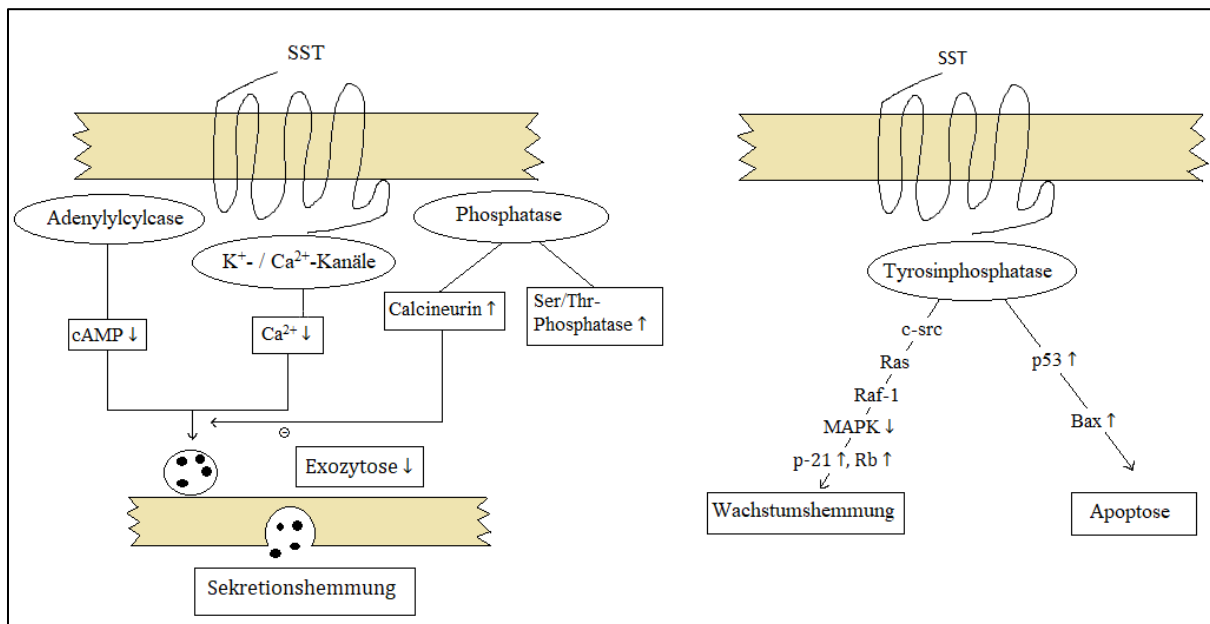 SST
Adenylylcylcase
K⁺- / Ca²⁺-Kanäle
Phosphatase
cAMP ↓
Ca²⁺ ↓
Calcineurin ↑
Ser/Thr-
Phosphatase ↑
⊖
Exozytose ↓
Sekretionshemmung
SST
Tyrosinphosphatase
c-src
Ras
Raf-1
MAPK ↓
p-21 ↑, Rb ↑
Wachstumshemmung
p53 ↑
Bax ↑
Apoptose